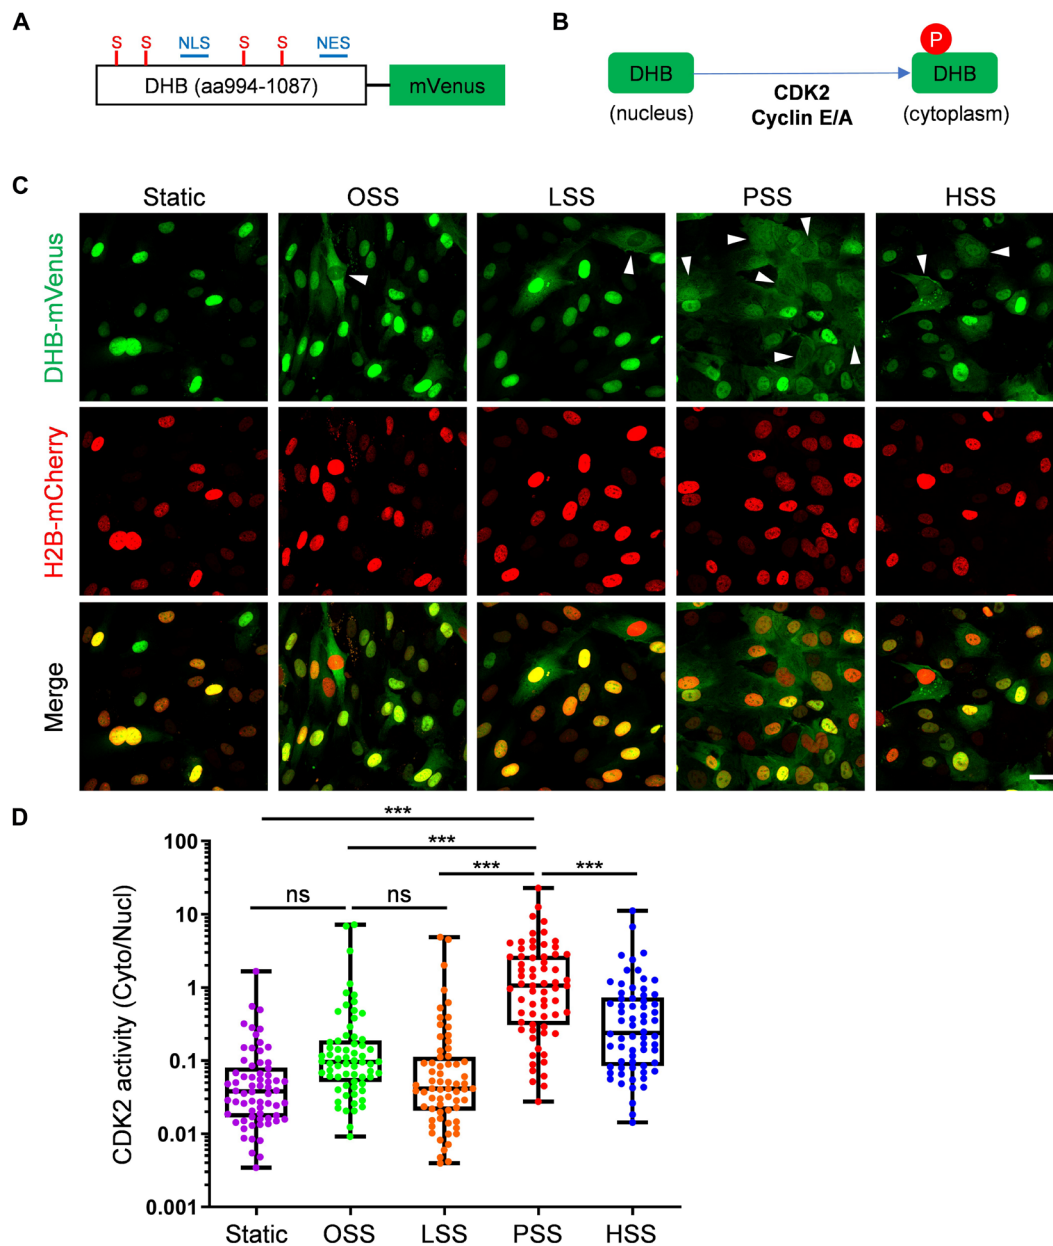 A
S S NLS S S NES
DHB (aa994-1087)
mVenus
B
P
DHB
DHB
(nucleus)
CDK2
Cyclin E/A
(cytoplasm)
C
Static OSS LSS PSS HSS
DHB-mVenus
H2B-mCherry
Merge
D
***
***
*** ***
ns ns
CDK2 activity (Cyto/Nucl)
100
10
1
0.1
0.01
0.001
Static OSS LSS PSS HSS